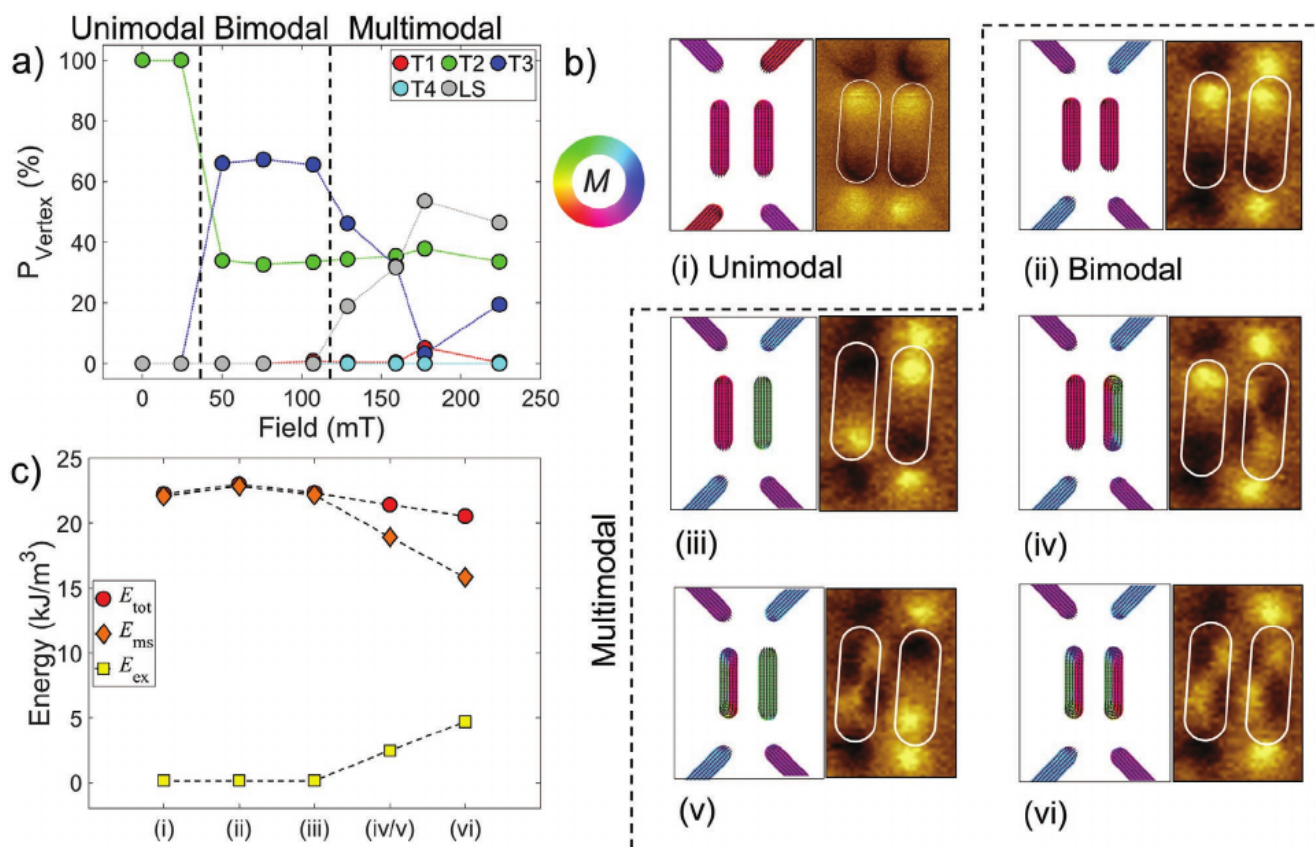 Unimodal Bimodal Multimodal
a)
100
80
60
40
20
0
P_Vertex (%)
T1 T2 T3
T4 LS
0 50 100 150 200 250
Field (mT)
b)
M
(i) Unimodal
(ii) Bimodal
(iii)
(iv)
(v)
(vi)
Multimodal
c)
25
20
15
10
5
0
Energy (kJ/m³)
E_tot
E_ms
E_ex
(i) (ii) (iii) (iv/v) (vi)